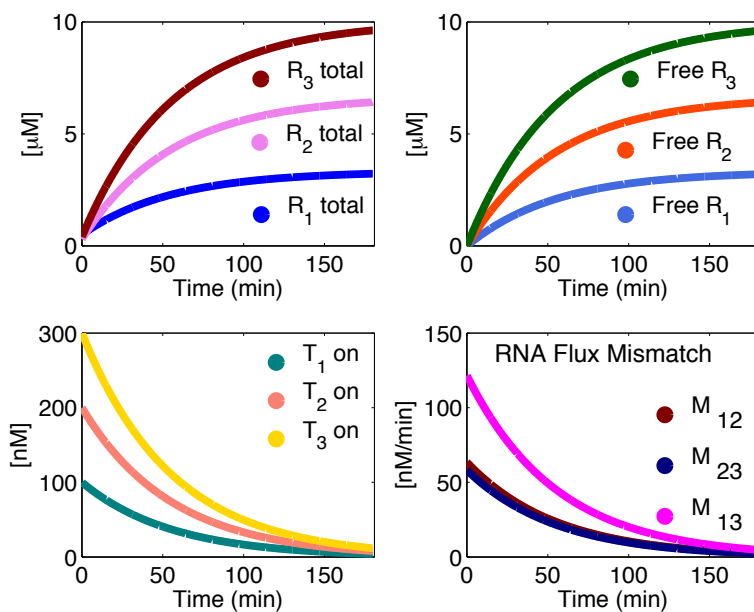 10
5
0
[μM]
R3 total
R2 total
R1 total
0 50 100 150
Time (min)
10
5
0
[μM]
Free R3
Free R2
Free R1
0 50 100 150
Time (min)
300
200
100
0
[nM]
T1 on
T2 on
T3 on
0 50 100 150
Time (min)
150
100
50
0
[nM/min]
RNA Flux Mismatch
M12
M23
M13
0 50 100 150
Time (min)